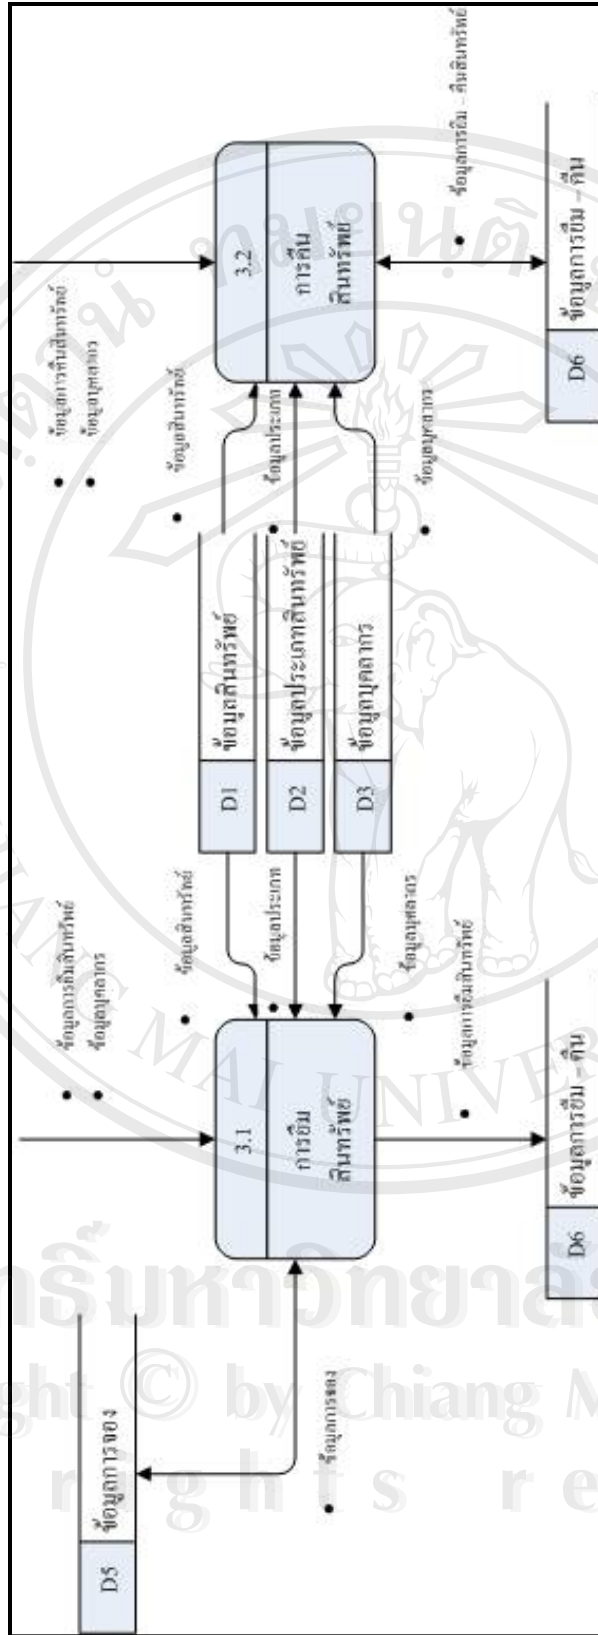 D5
ข้อมูลการจอง
ข้อมูลการจอง
ข้อมูลการยืมสินทรัพย์
ข้อมูลบุคลากร
3.1
การยืม
สินทรัพย์
ข้อมูลสินทรัพย์
ข้อมูลประเภท
ข้อมูลบุคลากร
ข้อมูลการยืมสินทรัพย์
D6
ข้อมูลการยืม – คืน
D1
ข้อมูลสินทรัพย์
D2
ข้อมูลประเภทสินทรัพย์
D3
ข้อมูลบุคลากร
ข้อมูลการคืนสินทรัพย์
ข้อมูลบุคลากร
ข้อมูลสินทรัพย์
ข้อมูลประเภท
ข้อมูลบุคลากร
3.2
การคืน
สินทรัพย์
ข้อมูลการยืม – คืนสินทรัพย์
D6
ข้อมูลการยืม – คืน
MAI UNIVER
by Chiang M
rights re